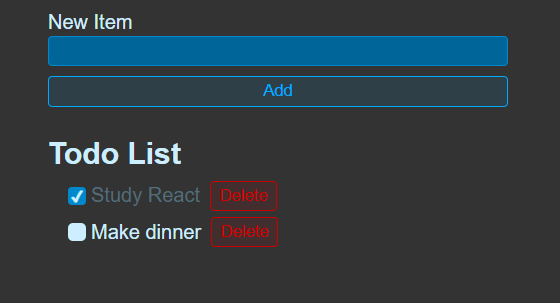 New Item
Add
Todo List
Study React Delete
Make dinner Delete